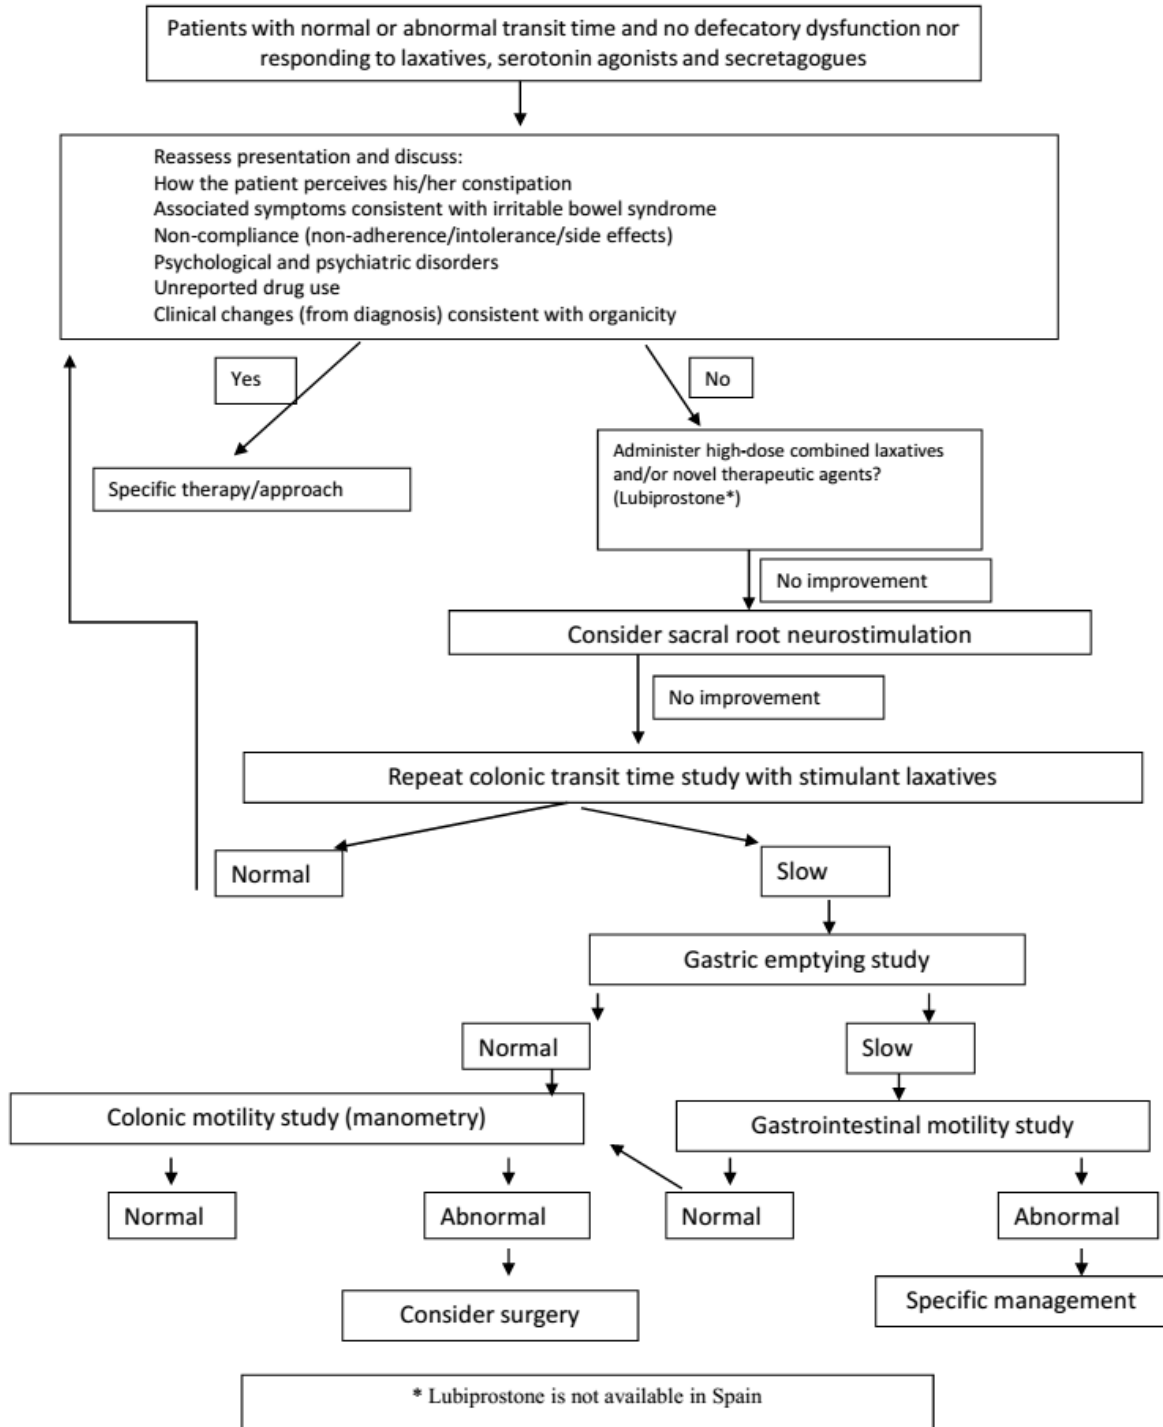 Patients with normal or abnormal transit time and no defecatory dysfunction nor
responding to laxatives, serotonin agonists and secretagogues
Reassess presentation and discuss:
How the patient perceives his/her constipation
Associated symptoms consistent with irritable bowel syndrome
Non-compliance (non-adherence/intolerance/side effects)
Psychological and psychiatric disorders
Unreported drug use
Clinical changes (from diagnosis) consistent with organicity
Yes
No
Specific therapy/approach
Administer high-dose combined laxatives
and/or novel therapeutic agents?
(Lubiprostone*)
No improvement
Consider sacral root neurostimulation
No improvement
Repeat colonic transit time study with stimulant laxatives
Normal
Slow
Gastric emptying study
Normal
Slow
Colonic motility study (manometry)
Gastrointestinal motility study
Normal
Abnormal
Normal
Abnormal
Consider surgery
Specific management
* Lubiprostone is not available in Spain